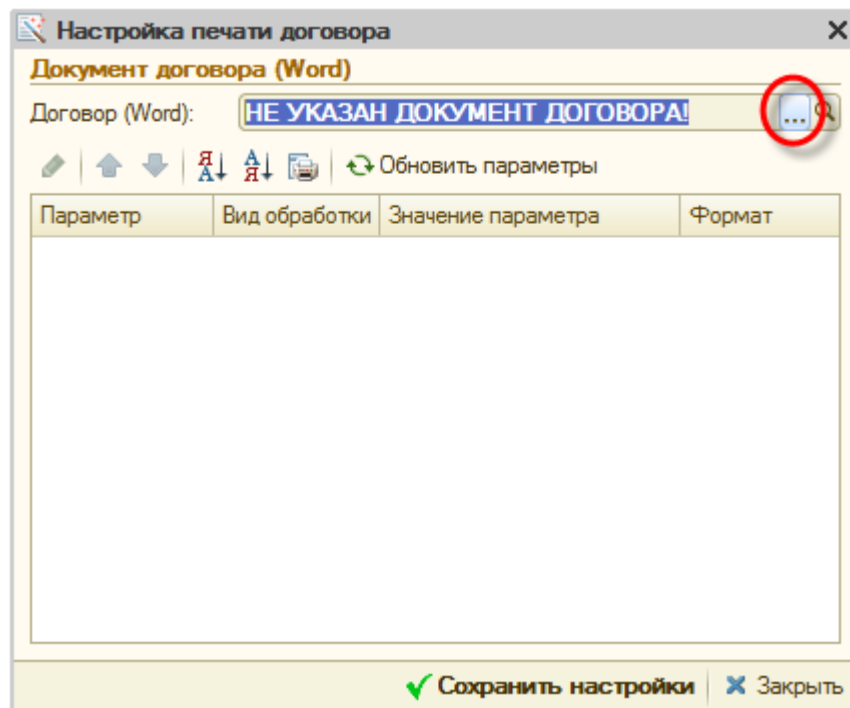 Настройка печати договора
Документ договора (Word)
Договор (Word): НЕ УКАЗАН ДОКУМЕНТ ДОГОВОРА! ...
Обновить параметры
Параметр Вид обработки Значение параметра Формат
Сохранить настройки Закрыть